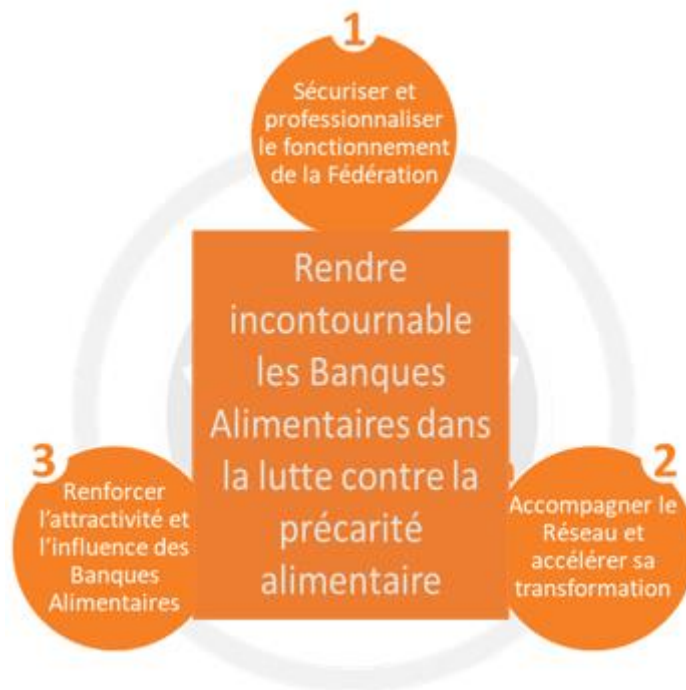 1
Sécuriser et
professionnaliser
le fonctionnement
de la Fédération
Rendre
incontournable
les Banques
Alimentaires dans
la lutte contre la
précarité
alimentaire
2
Accompagner le
Réseau et
accélérer sa
transformation
3
Renforcer
l'attractivité et
l'influence des
Banques
Alimentaires